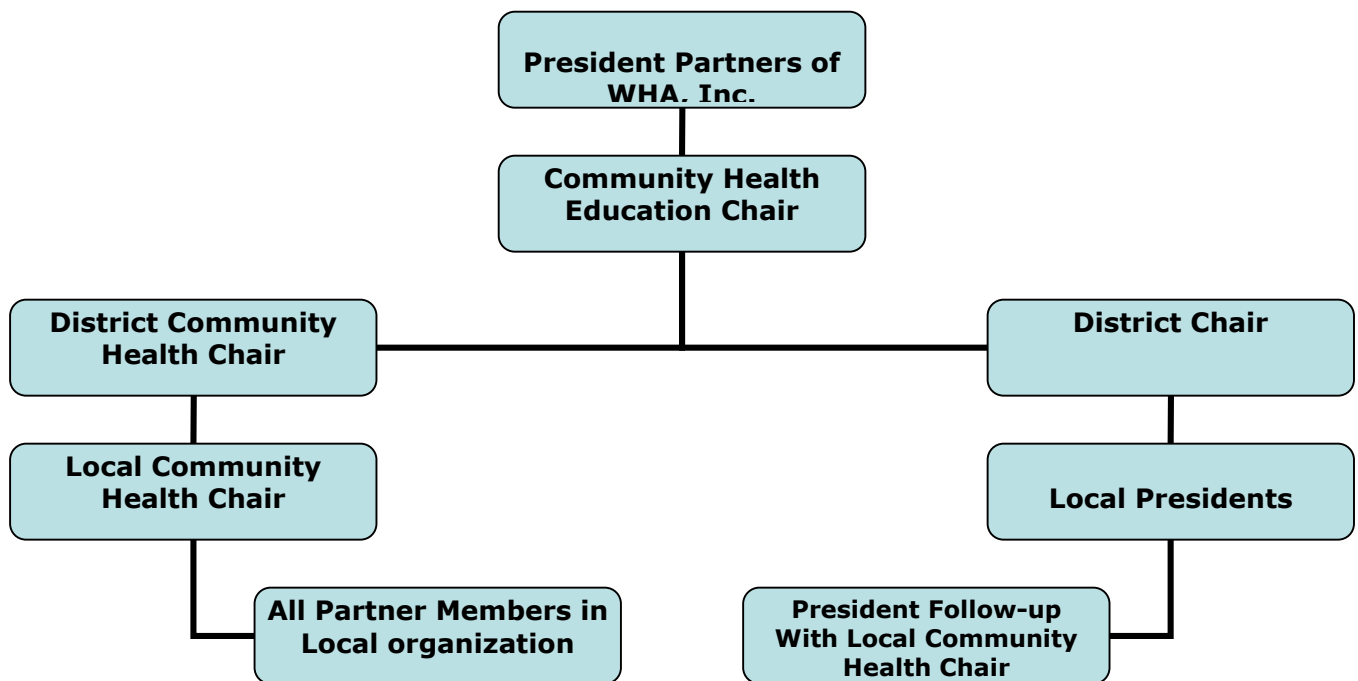 President Partners of
WHA, Inc.
Community Health
Education Chair
District Community
Health Chair
District Chair
Local Community
Health Chair
Local Presidents
All Partner Members in
Local organization
President Follow-up
With Local Community
Health Chair